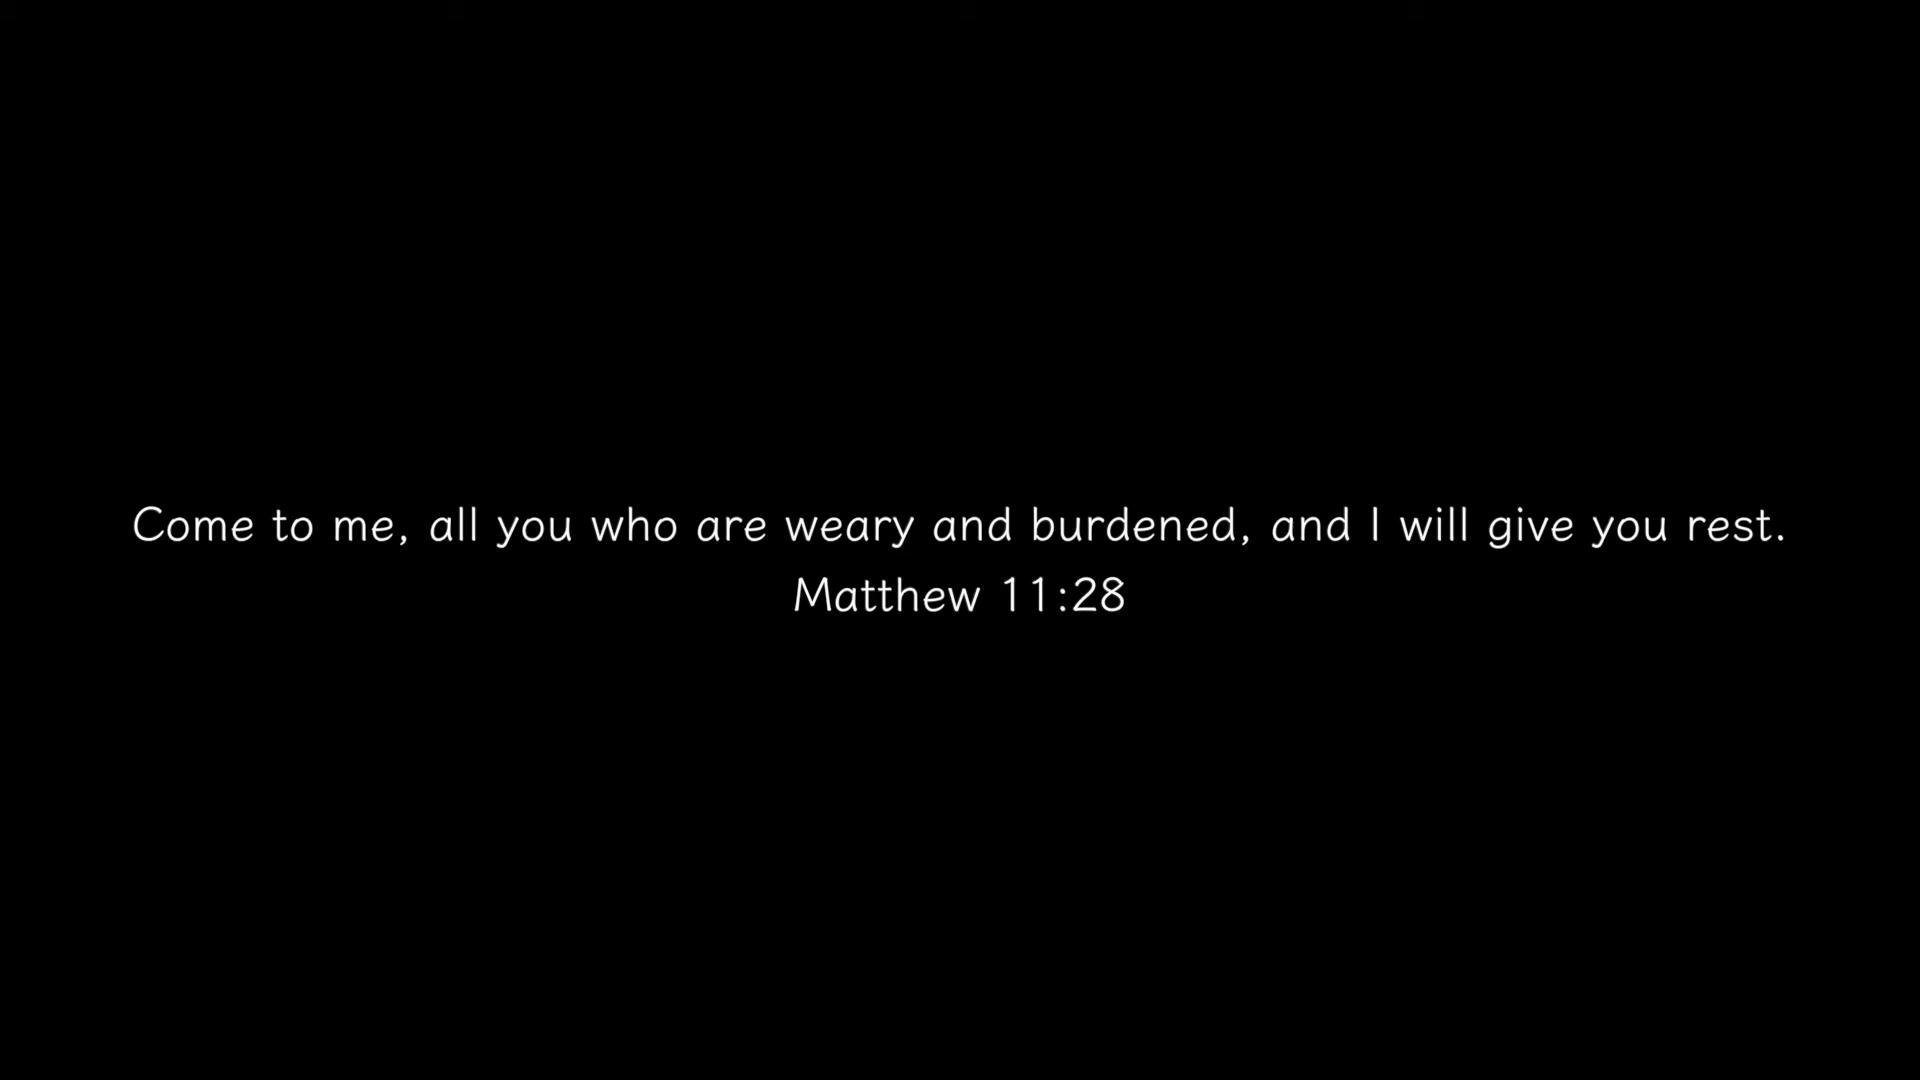 Come to me, all you who are weary and burdened, and I will give you rest.
Matthew 11:28